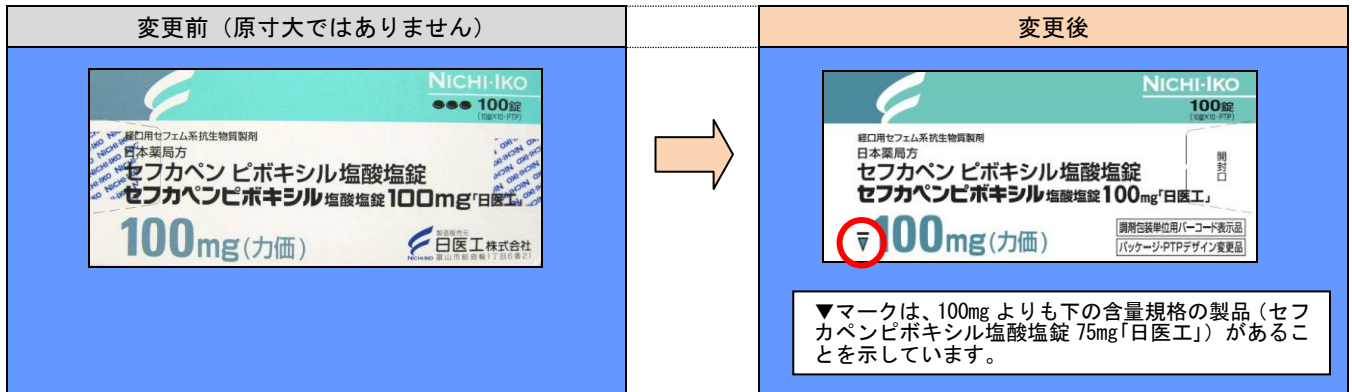 変更前（原寸大ではありません）
NICHI-IKO
100錠
(10錠×10・PTP)
経口用セフェム系抗生物質製剤
日本薬局方
セフカペン ピボキシル塩酸塩錠
セフカペンピボキシル塩酸塩錠100mg｢日医工｣
100mg(力価)
製造販売元
日医工株式会社
NICHI-IKO 富山市総曲輪1丁目6番21
変更後
NICHI-IKO
100錠
(10錠×10・PTP)
経口用セフェム系抗生物質製剤
日本薬局方
セフカペン ピボキシル塩酸塩錠
セフカペンピボキシル塩酸塩錠100mg｢日医工｣
開封口
▼100mg(力価)
調剤包装単位用バーコード表示品
パッケージ・PTPデザイン変更品
▼マークは、100mg よりも下の含量規格の製品（セフ
カペンピボキシル塩酸塩錠 75mg｢日医工｣）があるこ
とを示しています。